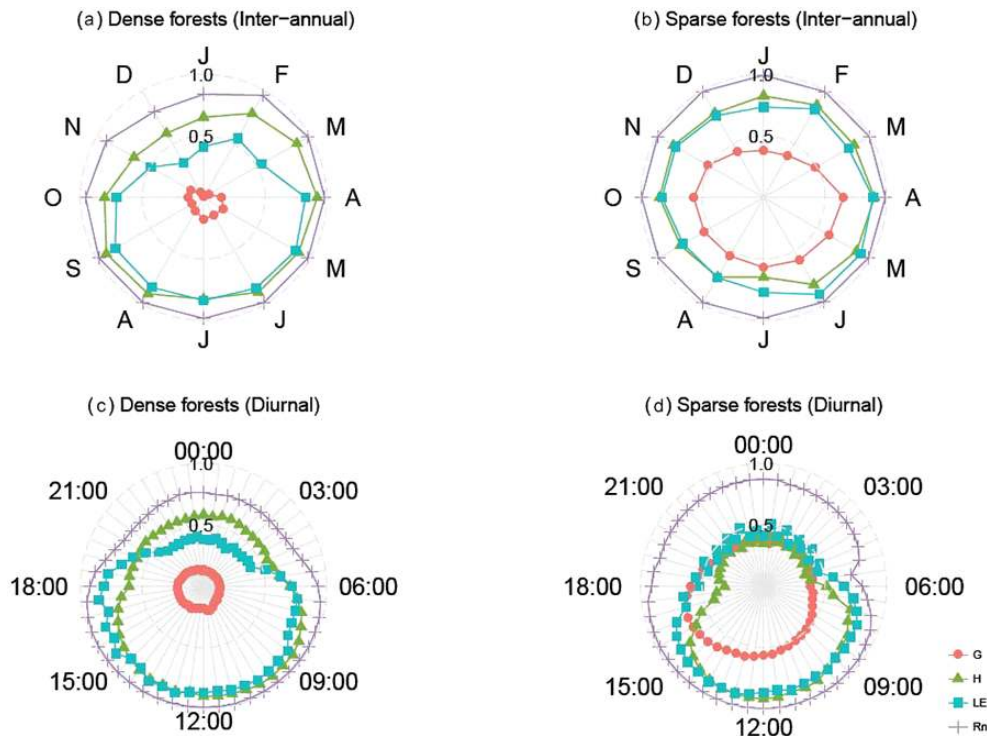 (a) Dense forests (Inter-annual)
(b) Sparse forests (Inter-annual)
J
D
F
1.0
N
M
0.5
O
A
S
M
A
J
J
J
D
F
1.0
N
M
0.5
O
A
S
M
A
J
J
(c) Dense forests (Diurnal)
(d) Sparse forests (Diurnal)
00:00
1.0
21:00
03:00
0.5
18:00
06:00
15:00
09:00
12:00
00:00
1.0
21:00
03:00
0.5
18:00
06:00
15:00
09:00
12:00
G
H
LE
Rn